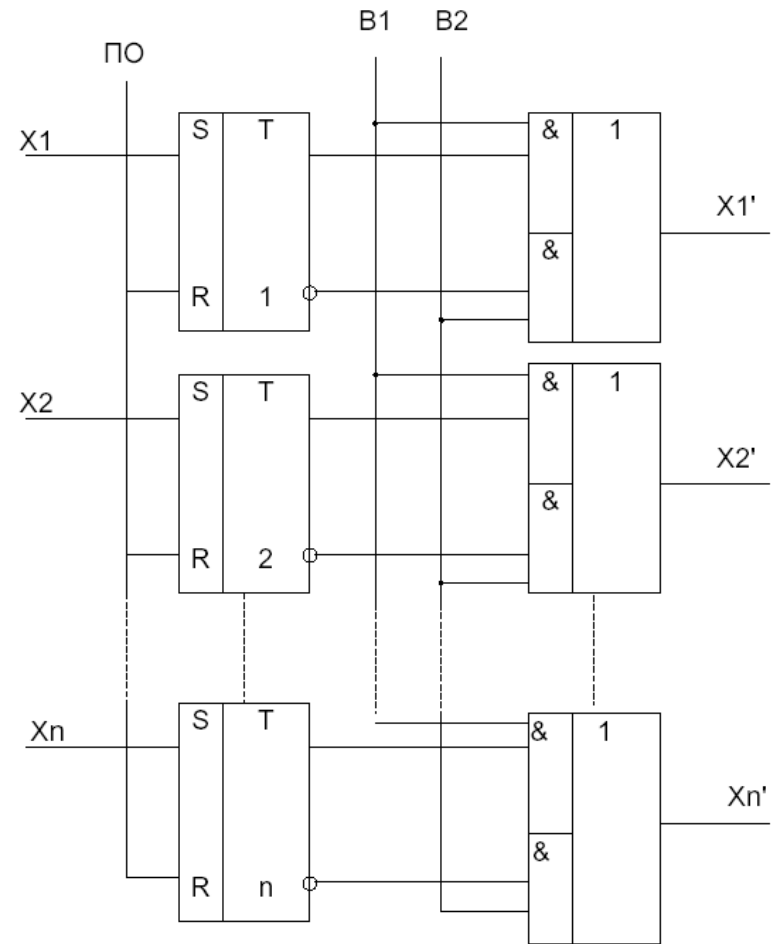 B1 B2
ПО
X1
S T & 1
X1'
&
R 1
X2
S T & 1
X2'
&
R 2
Xn
S T & 1
Xn'
&
R n